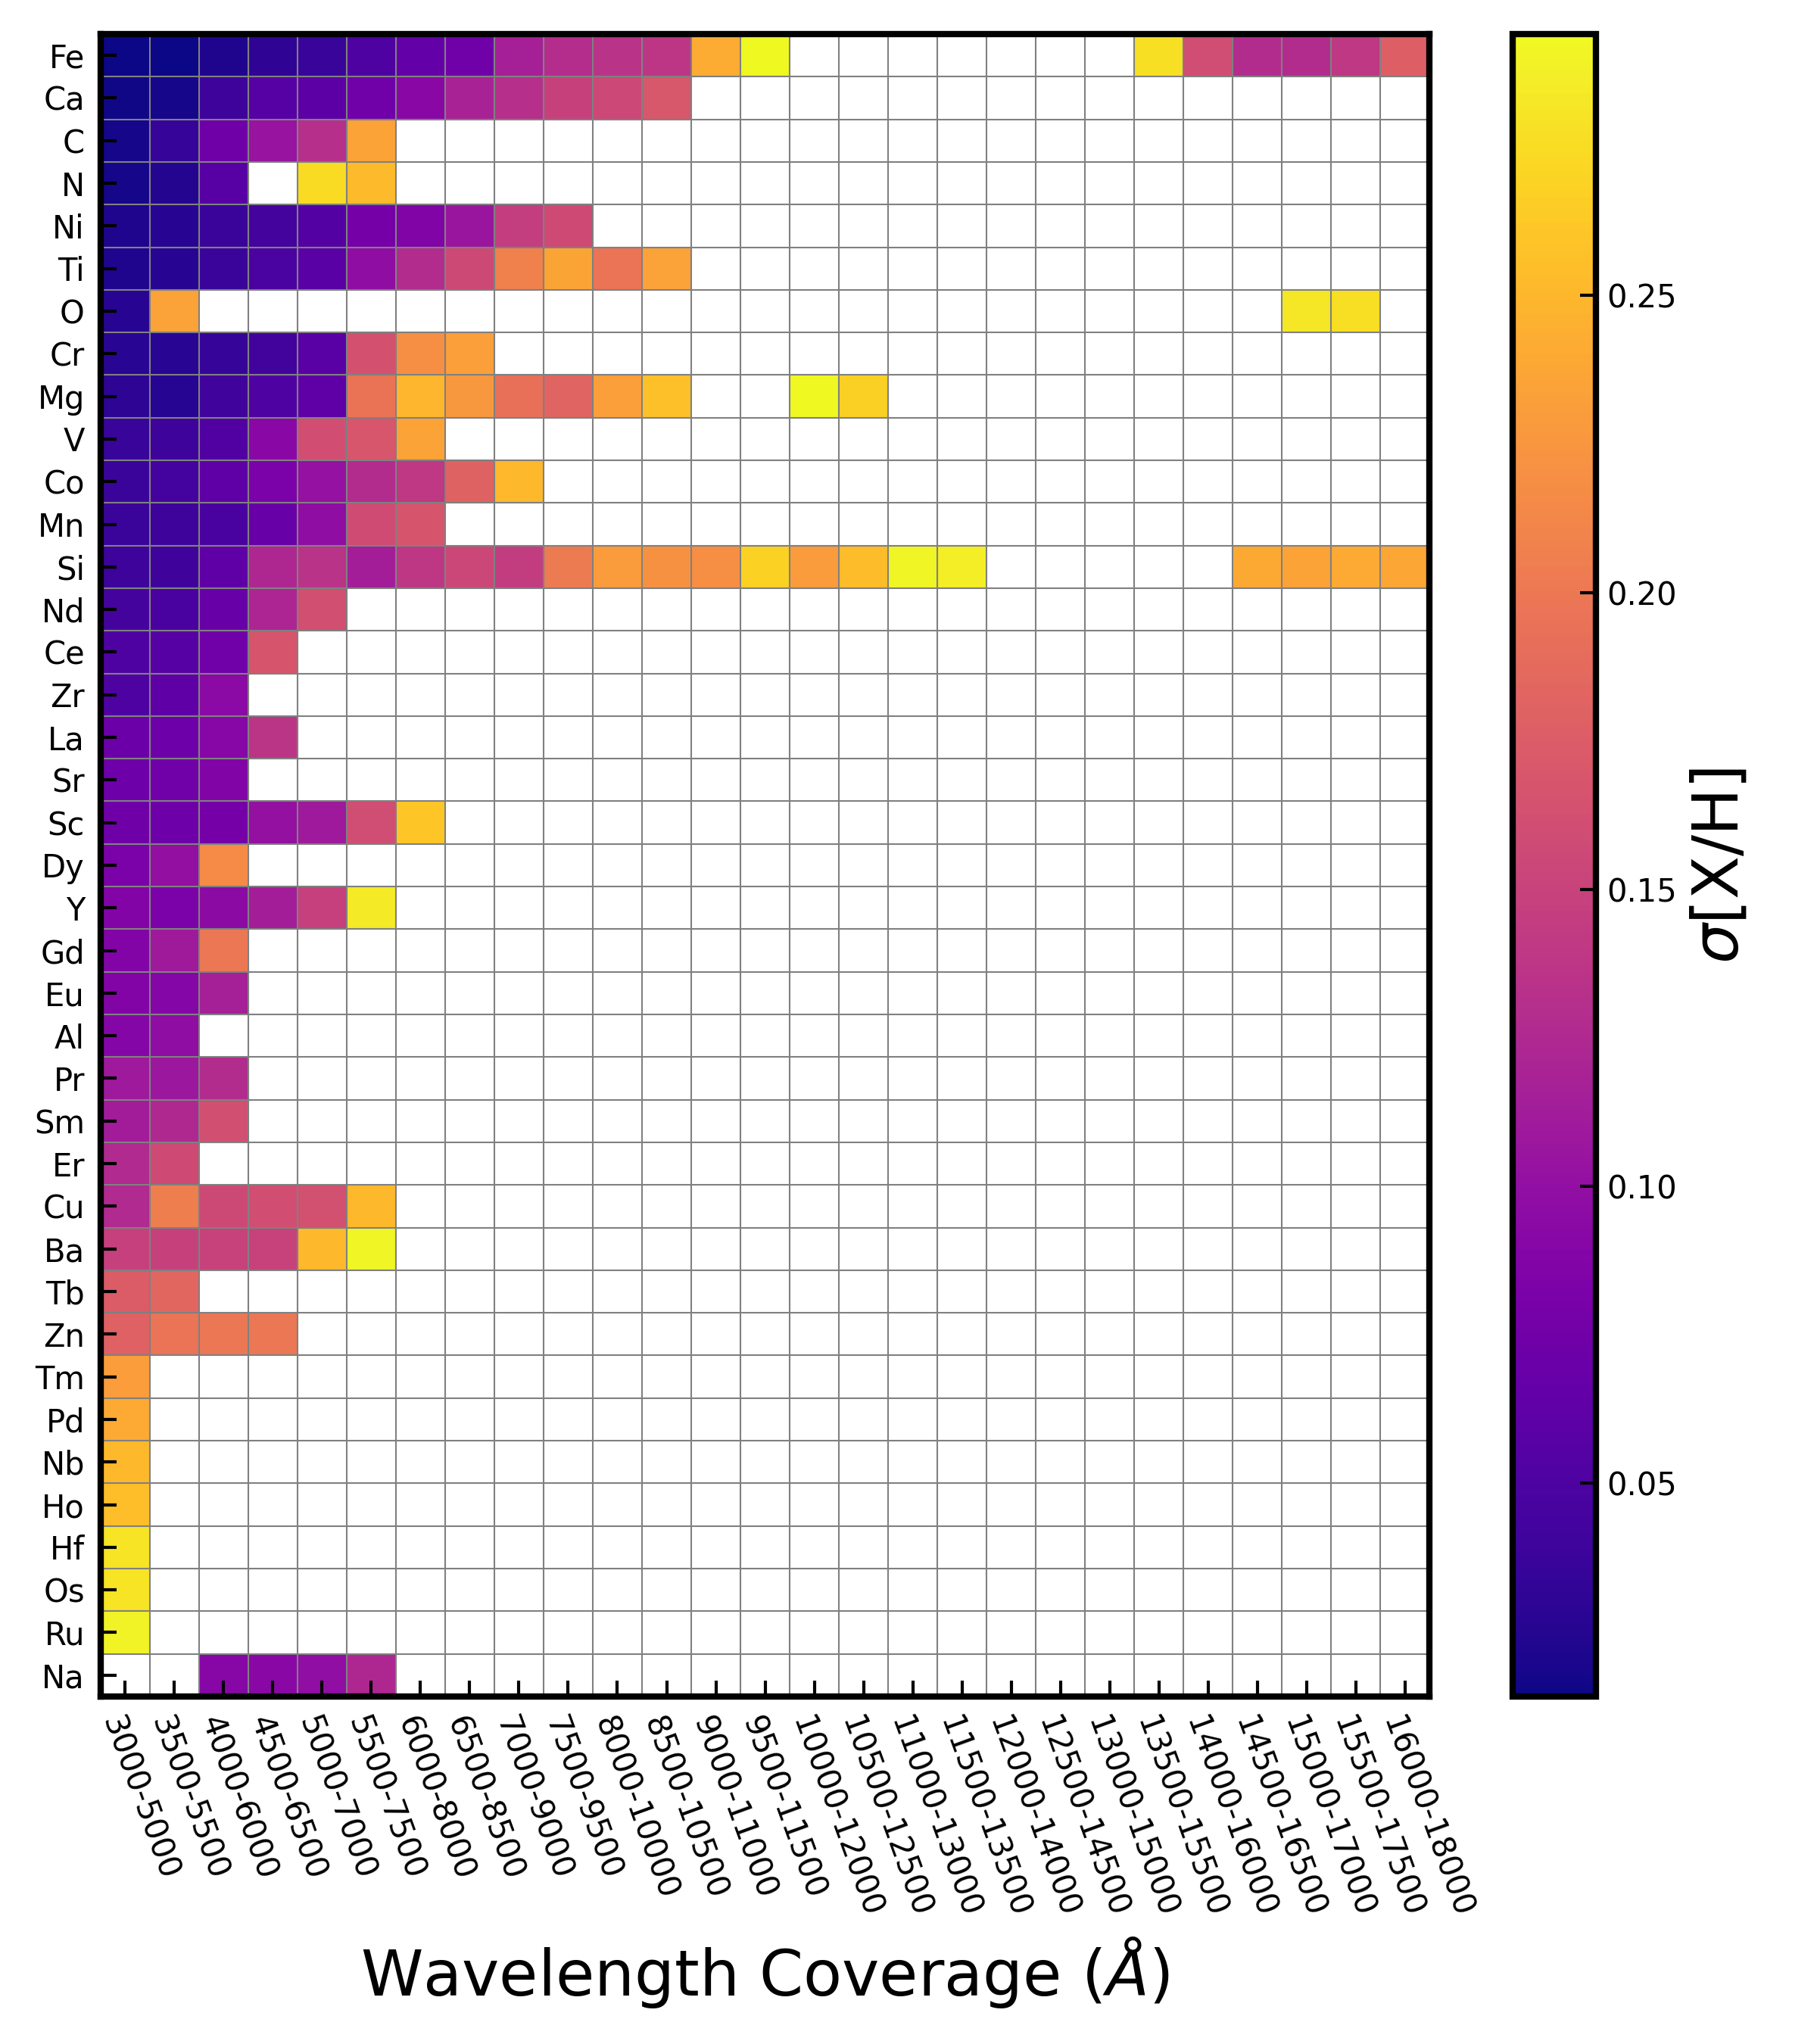 Fe
Ca
C
N
Ni
Ti
O
Cr
Mg
V
Co
Mn
Si
Nd
Ce
Zr
La
Sr
Sc
Dy
Y
Gd
Eu
Al
Pr
Sm
Er
Cu
Ba
Tb
Zn
Tm
Pd
Nb
Ho
Hf
Os
Ru
Na
3000-5000
3500-5500
4000-6000
4500-6500
5000-7000
5500-7500
6000-8000
6500-8500
7000-9000
7500-9500
8000-10000
8500-10500
9000-11000
9500-11500
10000-12000
10500-12500
11000-13000
11500-13500
12000-14000
12500-14500
13000-15000
13500-15500
14000-16000
14500-16500
15000-17000
15500-17500
16000-18000
Wavelength Coverage (Å)
0.25
0.20
0.15
0.10
0.05
σ[X/H]